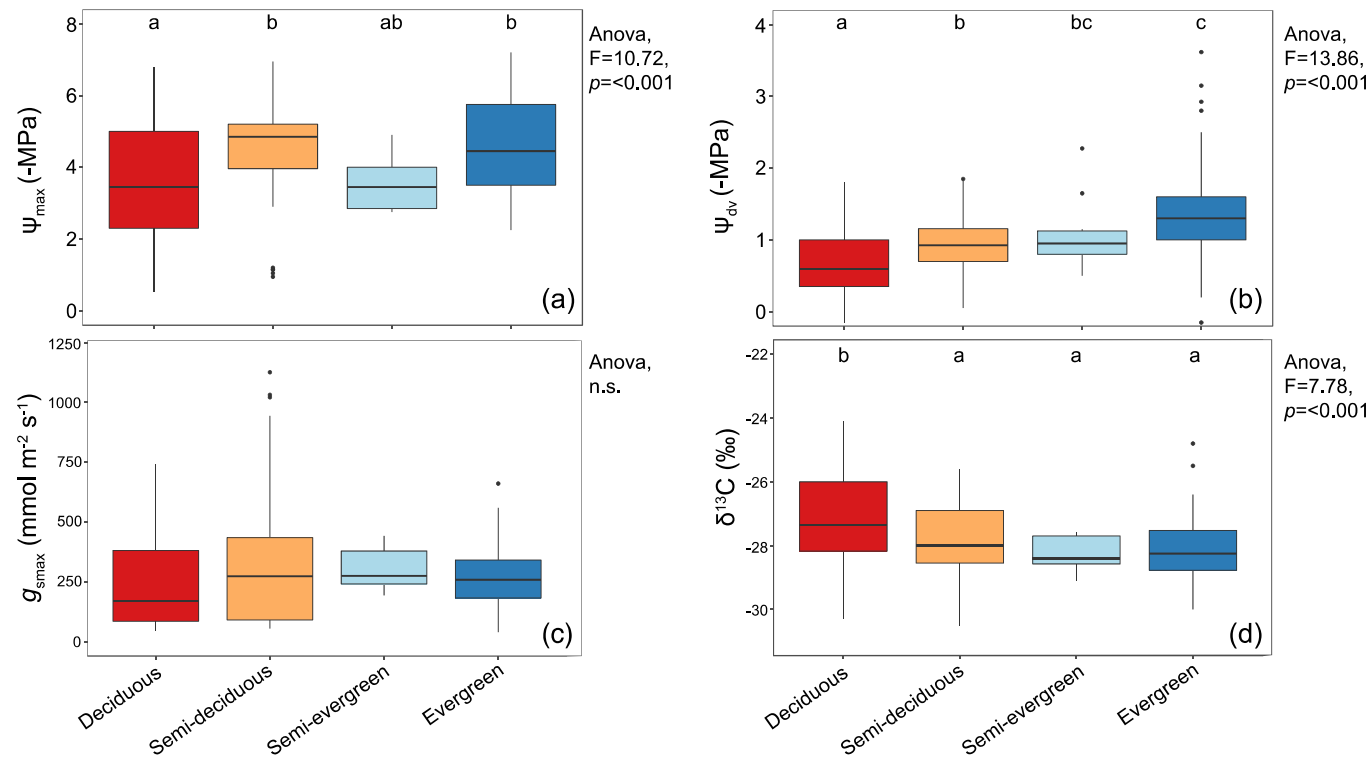 a b ab b
8
6
4
2
0
Ψmax (-MPa)
(a)
Anova,
F=10.72,
p=<0.001
a b bc c
4
3
2
1
0
Ψdv (-MPa)
(b)
Anova,
F=13.86,
p=<0.001
1250
1000
750
500
250
0
gsmax (mmol m-2 s-1)
(c)
Anova,
n.s.
Deciduous
Semi-deciduous
Semi-evergreen
Evergreen
b a a a
-22
-24
-26
-28
-30
δ13C (‰)
(d)
Anova,
F=7.78,
p=<0.001
Deciduous
Semi-deciduous
Semi-evergreen
Evergreen